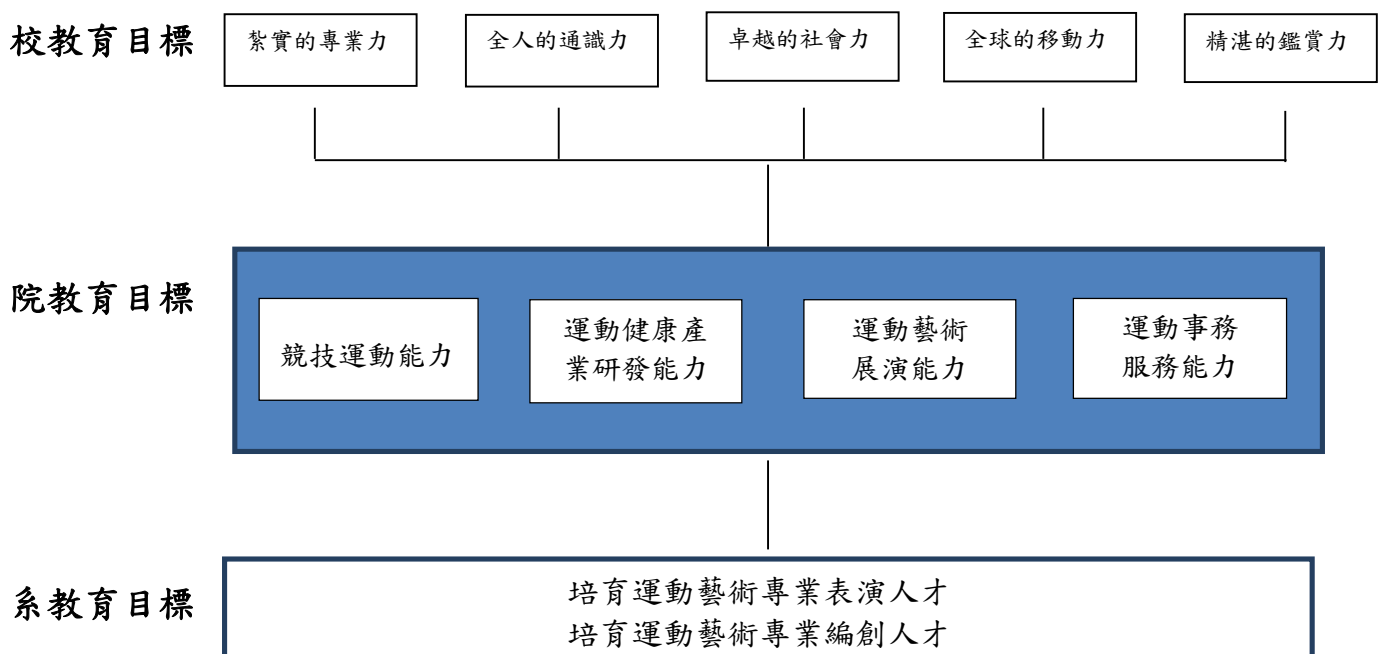 校教育目標
紮實的專業力
全人的通識力
卓越的社會力
全球的移動力
精湛的鑑賞力
院教育目標
競技運動能力
運動健康產
業研發能力
運動藝術
展演能力
運動事務
服務能力
系教育目標
培育運動藝術專業表演人才
培育運動藝術專業編創人才